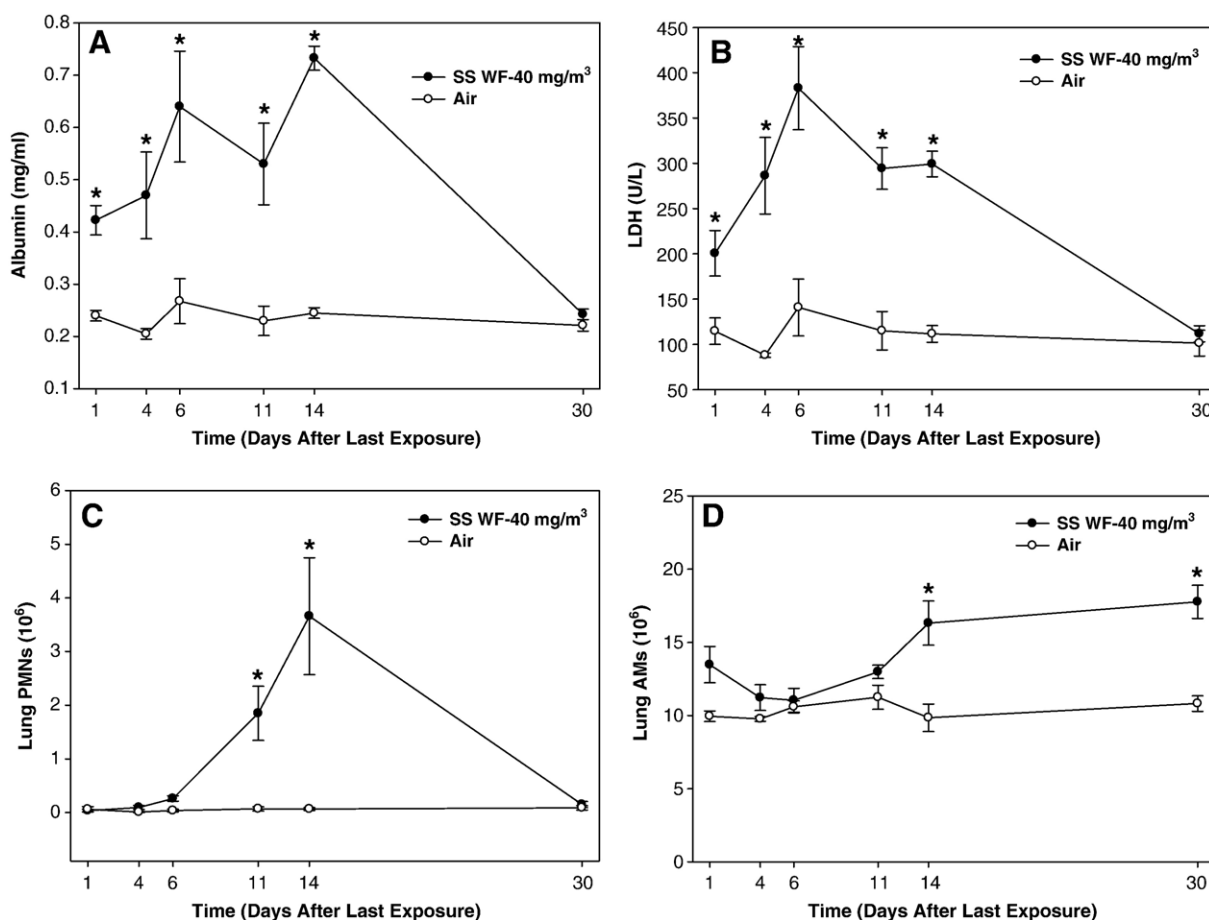 A
Albumin (mg/ml)
0.8
0.7
0.6
0.5
0.4
0.3
0.2
0.1
* * * * *
SS WF-40 mg/m³
Air
1 4 6 11 14 30
Time (Days After Last Exposure)
B
LDH (U/L)
450
400
350
300
250
200
150
100
50
* * * * *
SS WF-40 mg/m³
Air
1 4 6 11 14 30
Time (Days After Last Exposure)
C
Lung PMNs (10⁶)
6
5
4
3
2
1
0
* *
SS WF-40 mg/m³
Air
1 4 6 11 14 30
Time (Days After Last Exposure)
D
Lung AMs (10⁶)
25
20
15
10
5
0
* *
SS WF-40 mg/m³
Air
1 4 6 11 14 30
Time (Days After Last Exposure)